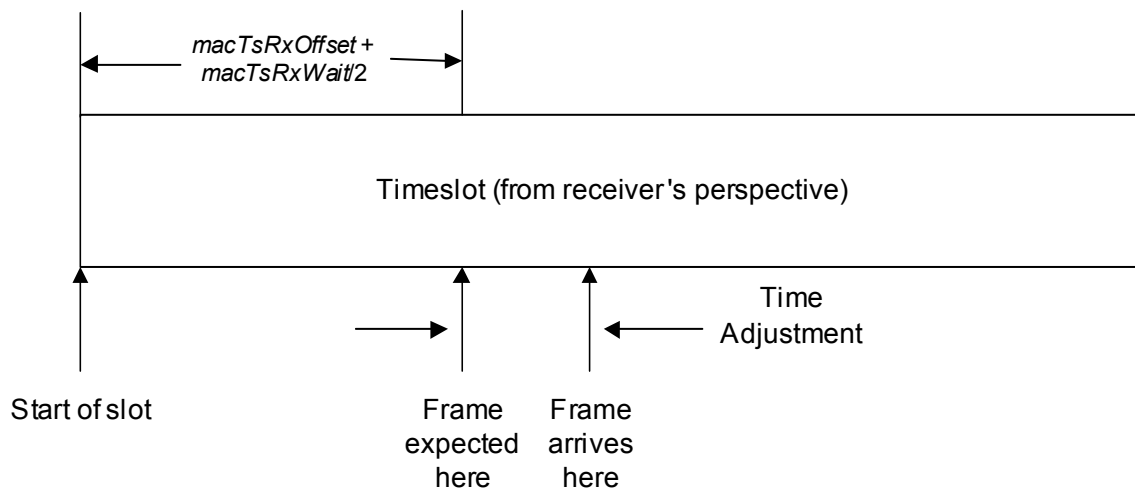 macTsRxOffset +
macTsRxWait/2
Timeslot (from receiver's perspective)
Time
Adjustment
Start of slot
Frame
expected
here
Frame
arrives
here